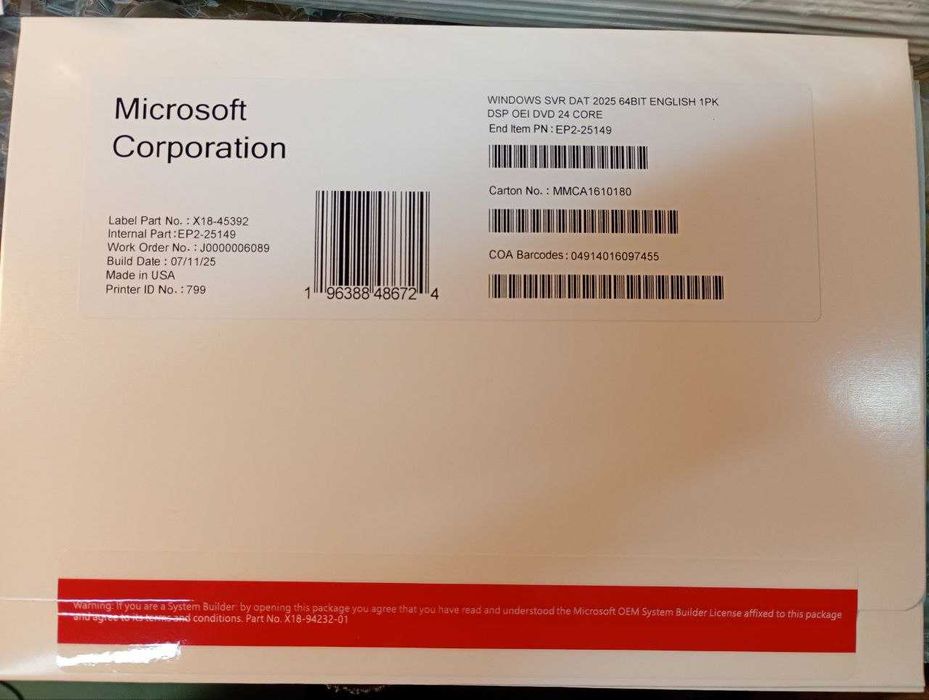 Microsoft
Corporation
Label Part No. : X18-45392
Internal Part : EP2-25149
Work Order No. : J0000006089
Build Date : 07/11/25
Made in USA
Printer ID No. : 799
1 96388 48672 4
WINDOWS SVR DAT 2025 64BIT ENGLISH 1PK
DSP OEI DVD 24 CORE
End Item PN : EP2-25149
Carton No. : MMCA1610180
COA Barcodes : 04914016097455
Warning: If you are a System Builder: by opening this package you agree that you have read and understood the Microsoft OEM System Builder License affixed to this package
and agree to its terms and conditions. Part No. X18-94232-01